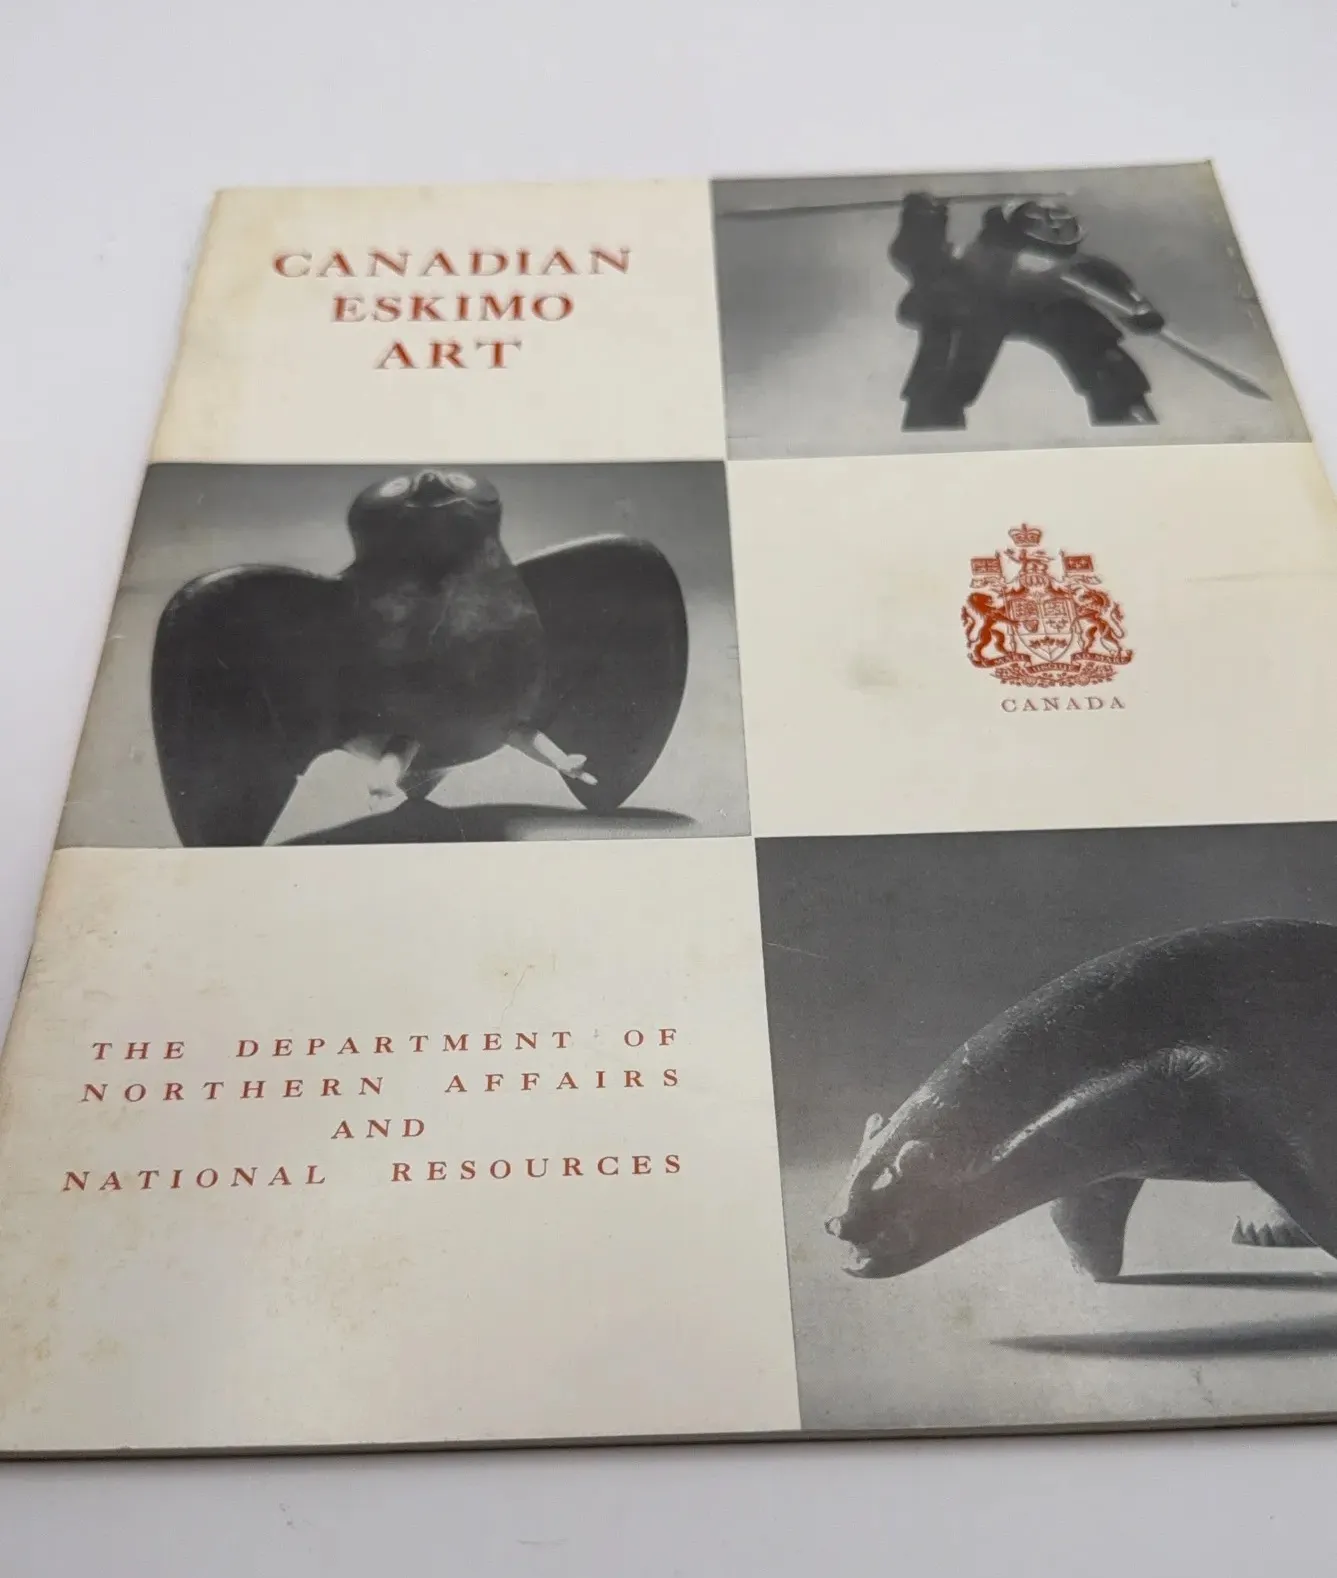 CANADIAN
ESKIMO
ART
CANADA
THE DEPARTMENT OF
NORTHERN AFFAIRS
AND
NATIONAL RESOURCES